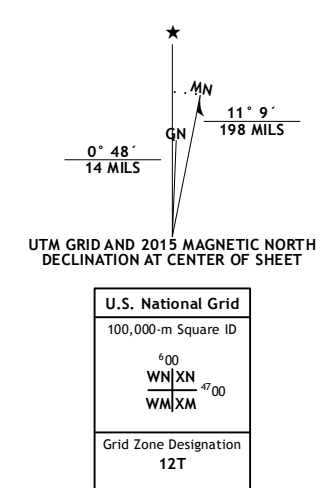 ★
MN
GN
11° 9´
198 MILS
0° 48´
14 MILS
UTM GRID AND 2015 MAGNETIC NORTH
DECLINATION AT CENTER OF SHEET
U.S. National Grid
100,000-m Square ID
⁶00
WN XN
⁴⁷00
WM XM
Grid Zone Designation
12T